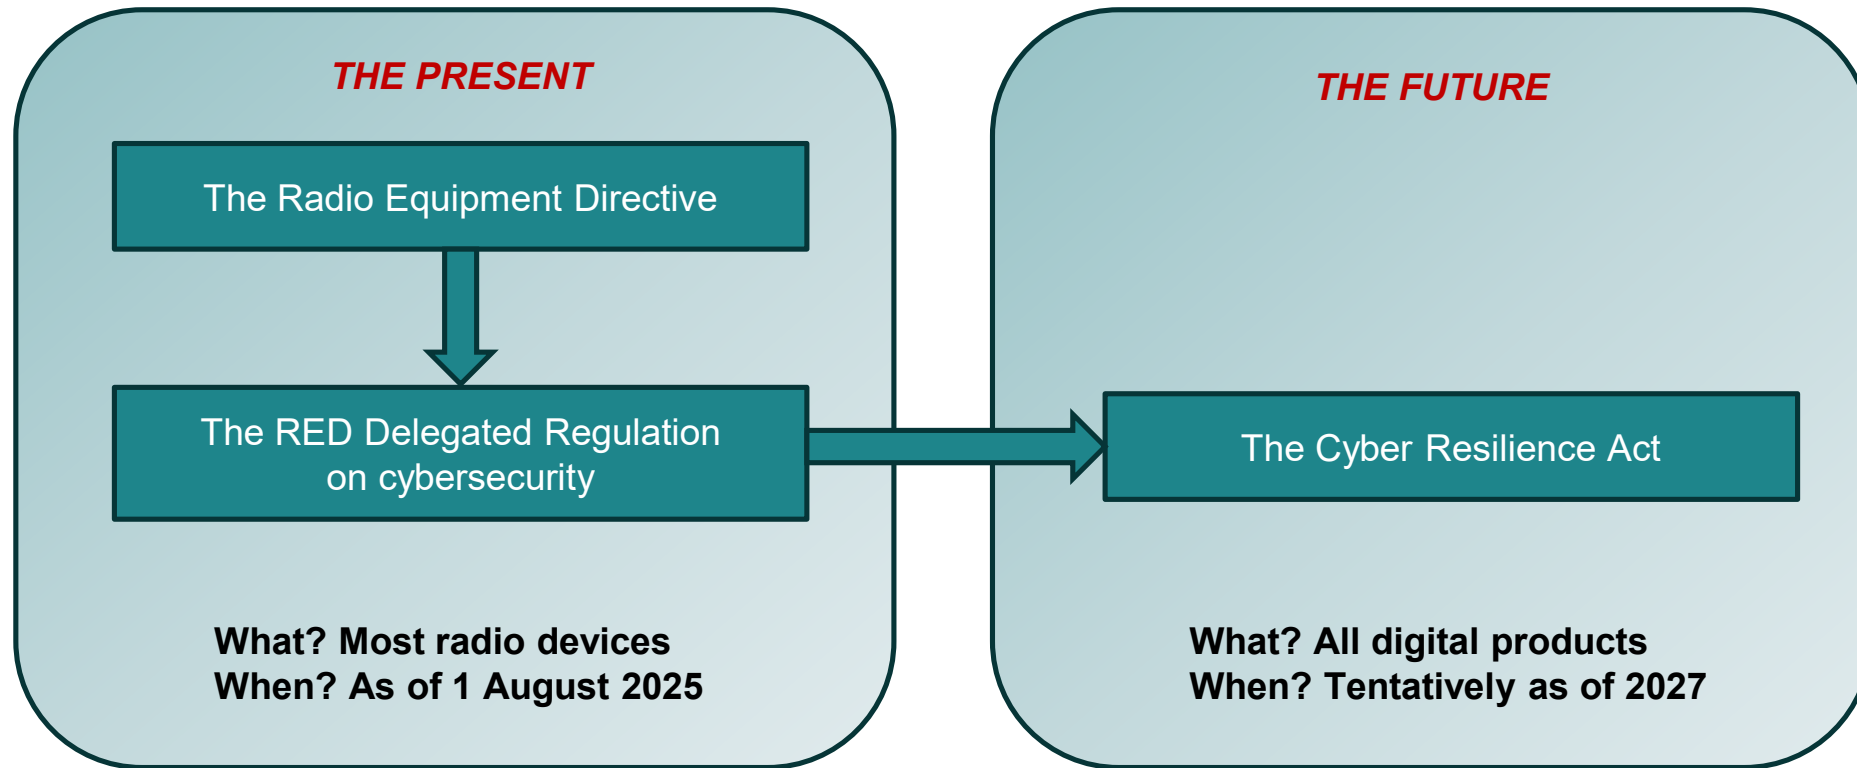 THE PRESENT
The Radio Equipment Directive
The RED Delegated Regulation
on cybersecurity
What? Most radio devices
When? As of 1 August 2025
THE FUTURE
The Cyber Resilience Act
What? All digital products
When? Tentatively as of 2027